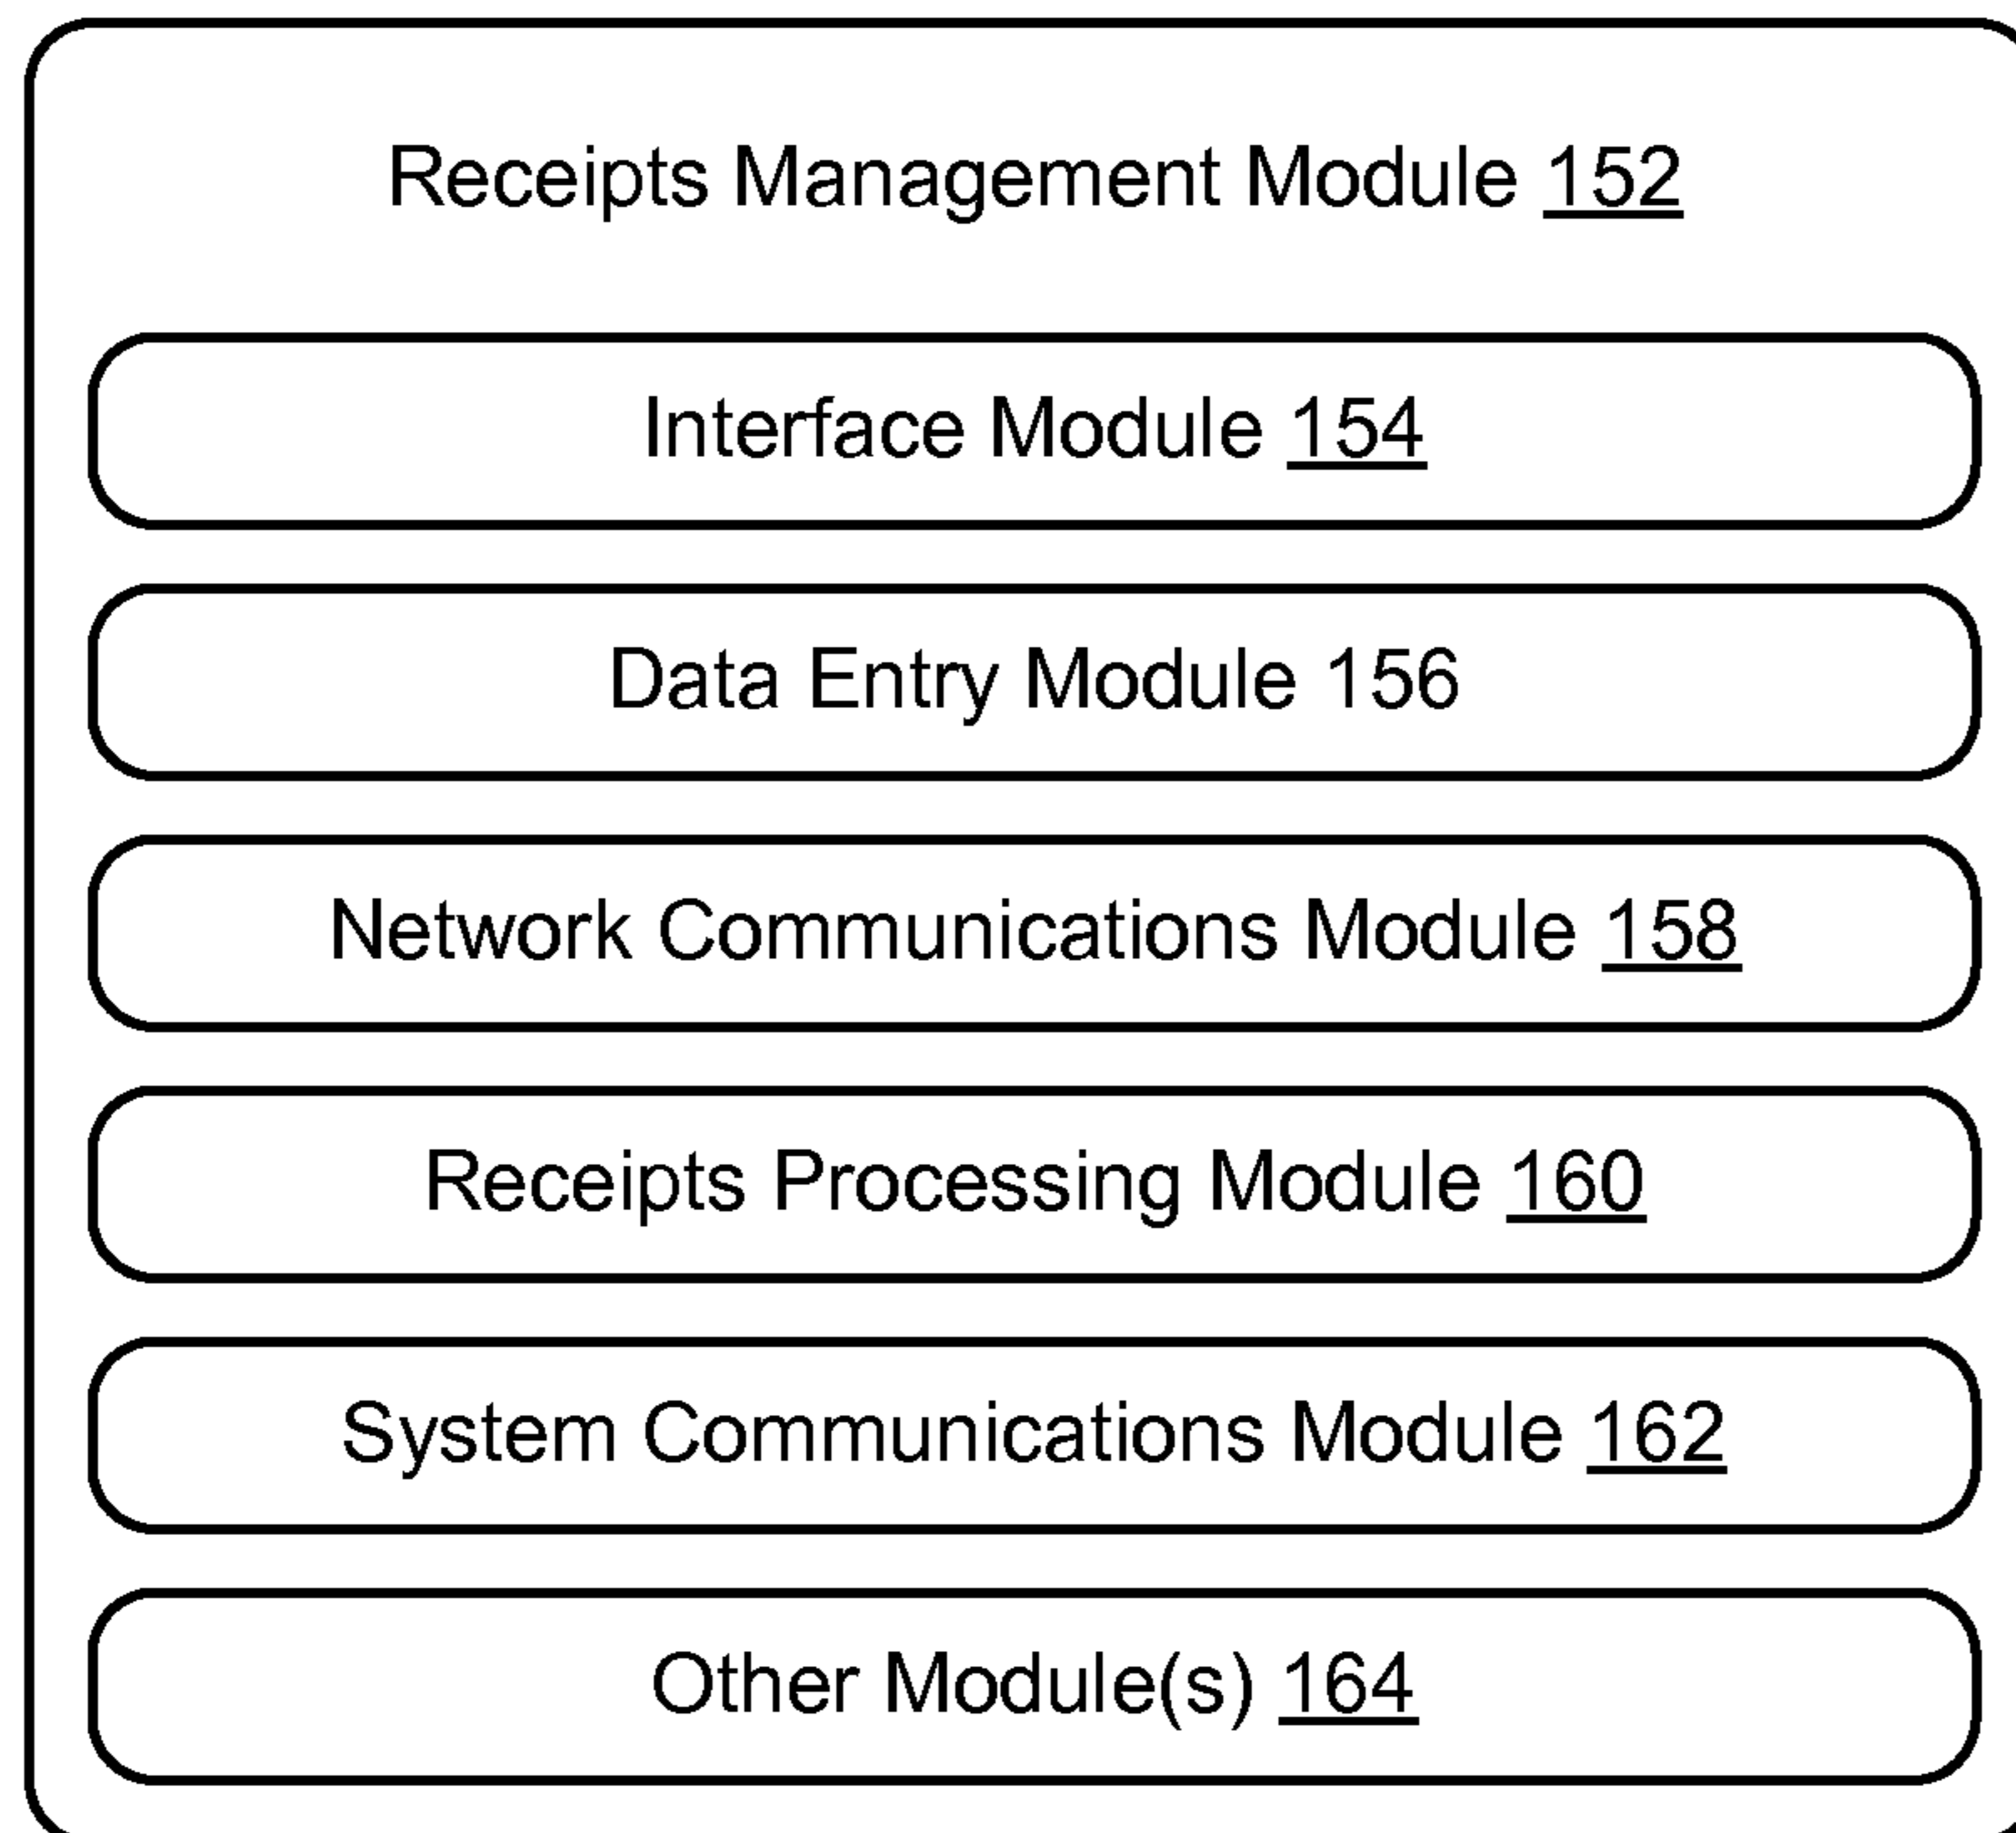 Receipts Management Module 152
Interface Module 154
Data Entry Module 156
Network Communications Module 158
Receipts Processing Module 160
System Communications Module 162
Other Module(s) 164